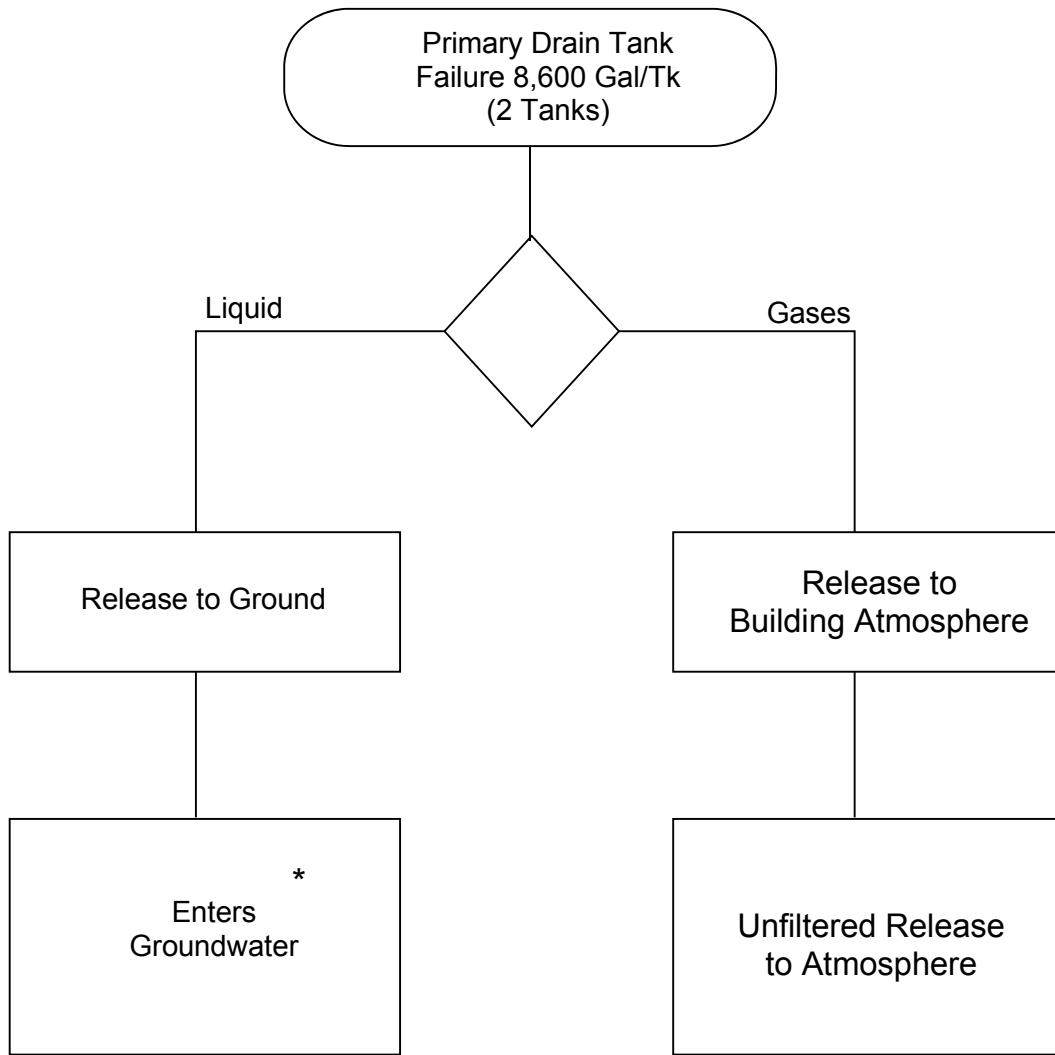 Primary Drain Tank
Failure 8,600 Gal/Tk
(2 Tanks)
Liquid
Gases
Release to Ground
Release to
Building Atmosphere
*
Enters
Groundwater
Unfiltered Release
to Atmosphere